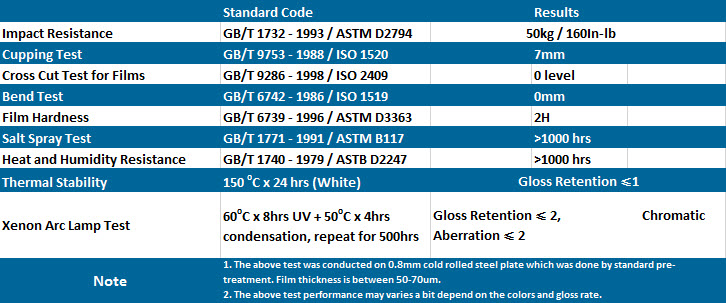 Standard Code Results
Impact Resistance GB/T 1732 - 1993 / ASTM D2794 50kg / 160In-lb
Cupping Test GB/T 9753 - 1988 / ISO 1520 7mm
Cross Cut Test for Films GB/T 9286 - 1998 / ISO 2409 0 level
Bend Test GB/T 6742 - 1986 / ISO 1519 0mm
Film Hardness GB/T 6739 - 1996 / ASTM D3363 2H
Salt Spray Test GB/T 1771 - 1991 / ASTM B117 >1000 hrs
Heat and Humidity Resistance GB/T 1740 - 1979 / ASTB D2247 >1000 hrs
Thermal Stability 150 °C x 24 hrs (White) Gloss Retention ⩽1
Xenon Arc Lamp Test
60°C x 8hrs UV + 50°C x 4hrs
condensation, repeat for 500hrs
Gloss Retention ⩽ 2, Chromatic
Aberration ⩽ 2
Note
1. The above test was conducted on 0.8mm cold rolled steel plate which was done by standard pre-
treatment. Film thickness is between 50-70um.
2. The above test performance may varies a bit depend on the colors and gloss rate.